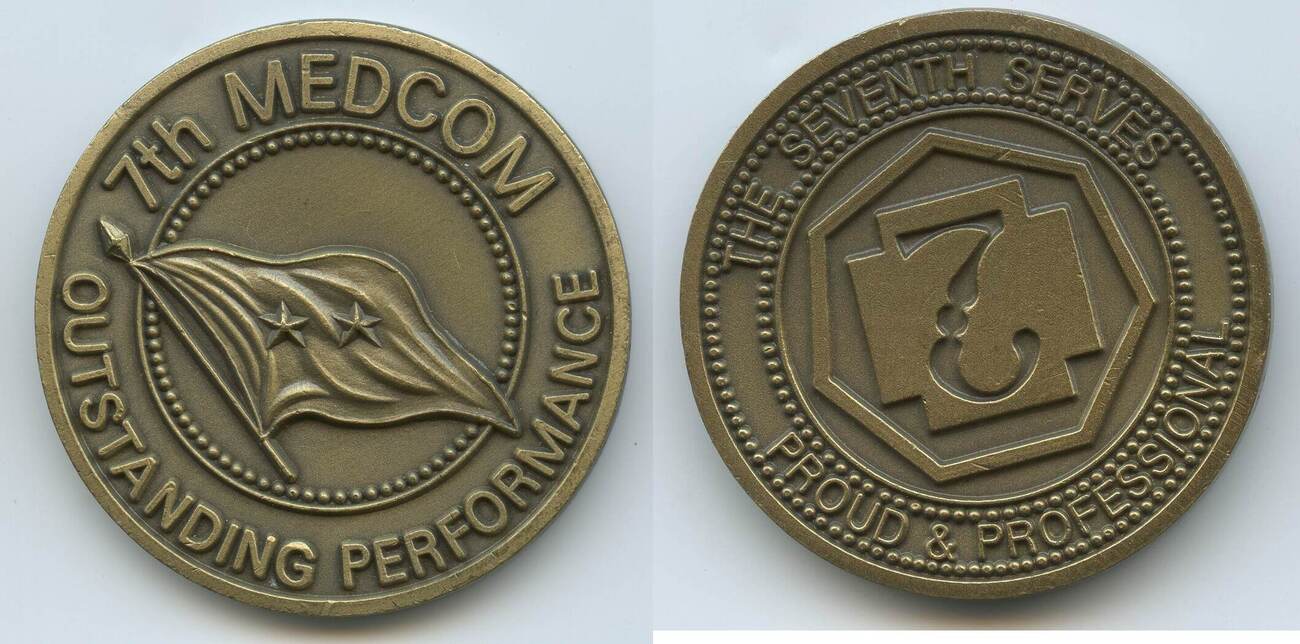 7th MEDCOM
OUTSTANDING PERFORMANCE
THE SEVENTH SERVES
7
PROUD & PROFESSIONAL